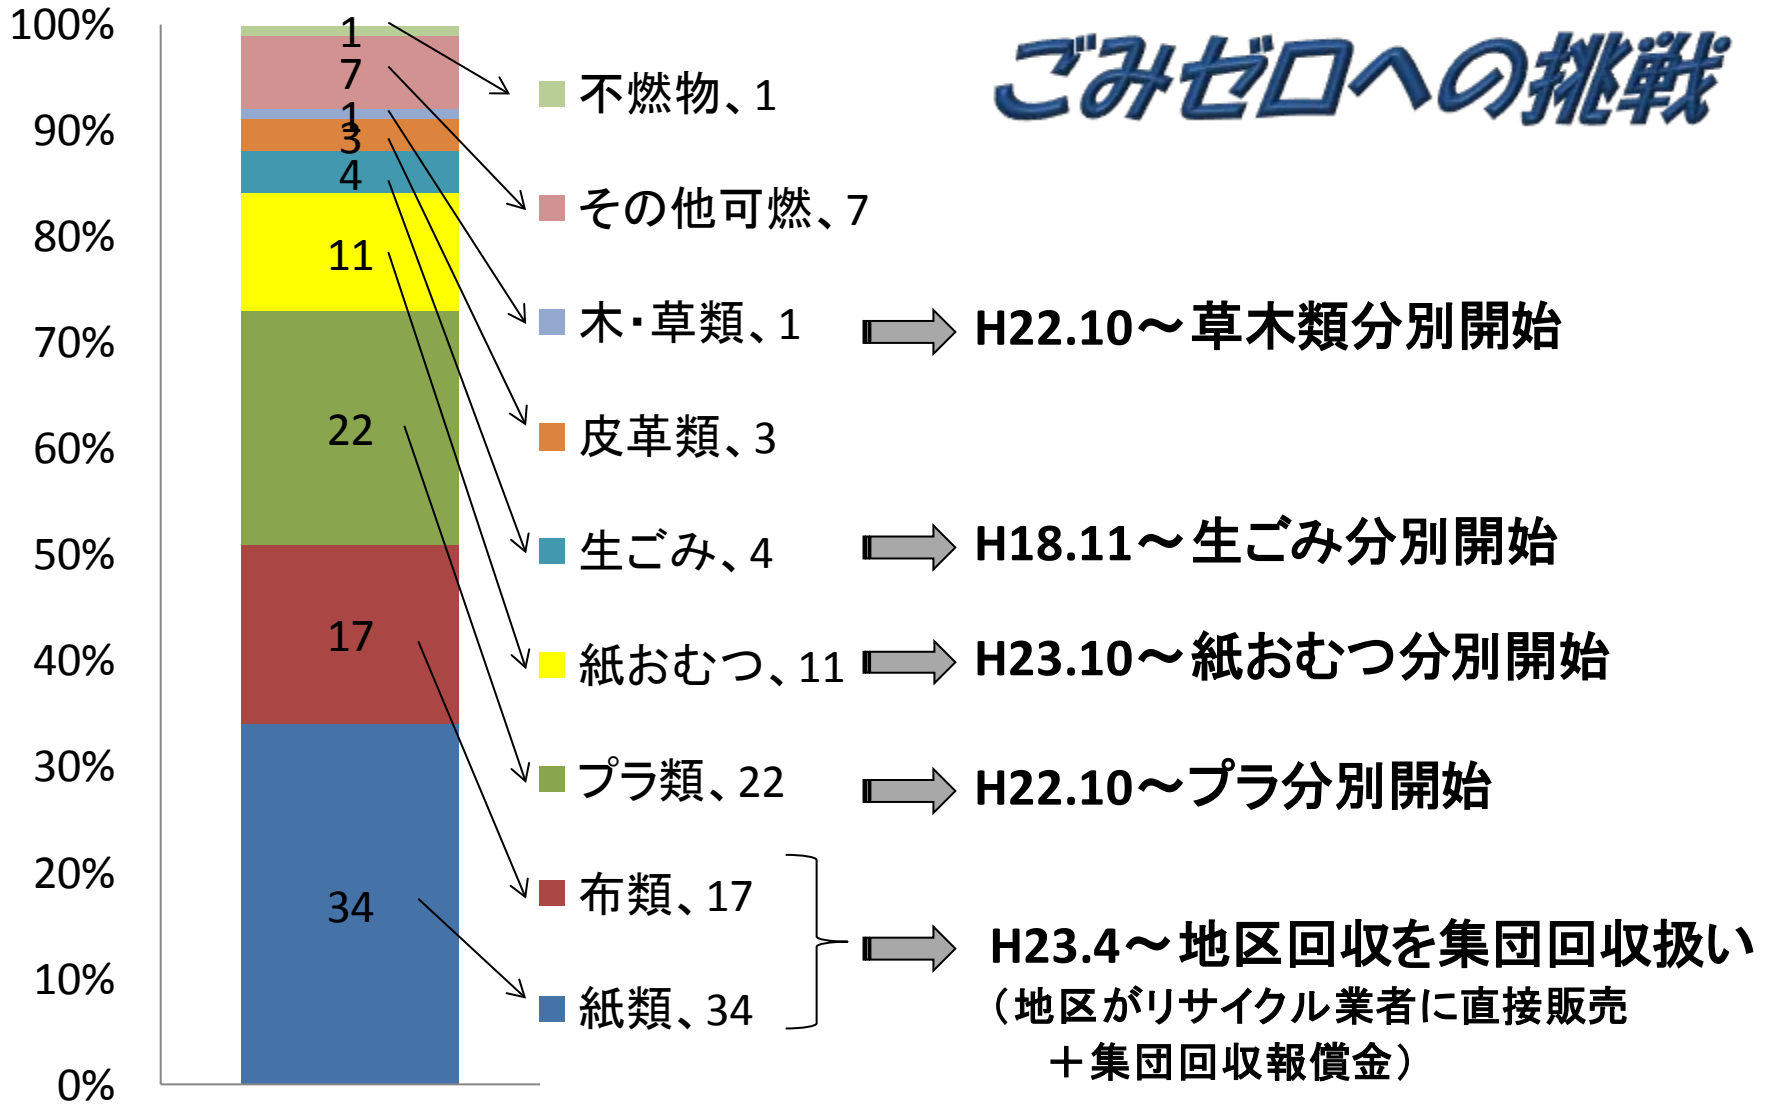 ごみゼロへの挑戦
100%
90%
80%
70%
60%
50%
40%
30%
20%
10%
0%
1
7
1
3
4
11
22
17
34
不燃物、1
その他可燃、7
木・草類、1
H22.10～草木類分別開始
皮革類、3
生ごみ、4
H18.11～生ごみ分別開始
紙おむつ、11
H23.10～紙おむつ分別開始
プラ類、22
H22.10～プラ分別開始
布類、17
紙類、34
H23.4～地区回収を集団回収扱い
（地区がリサイクル業者に直接販売
＋集団回収報償金）